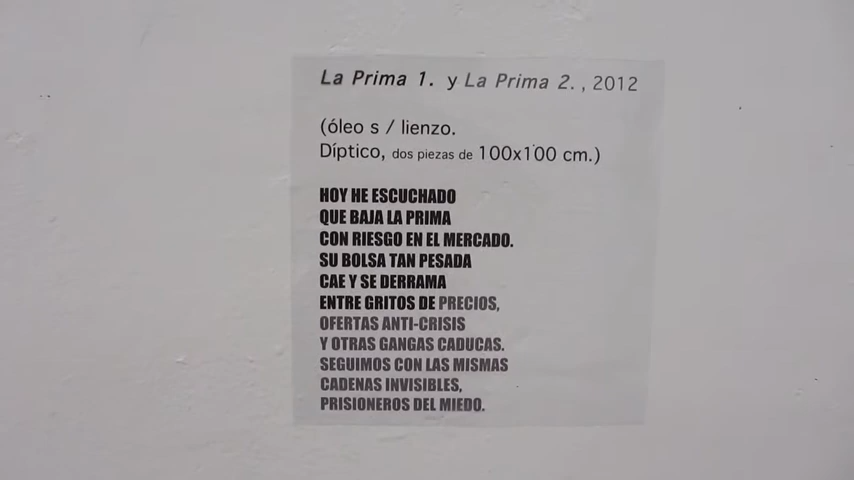 La Prima 1. y La Prima 2. , 2012
(óleo s / lienzo.
Díptico, dos piezas de 100x100 cm.)
HOY HE ESCUCHADO
QUE BAJA LA PRIMA
CON RIESGO EN EL MERCADO.
SU BOLSA TAN PESADA
CAE Y SE DERRAMA
ENTRE GRITOS DE PRECIOS,
OFERTAS ANTI-CRISIS
Y OTRAS GANGAS CADUCAS.
SEGUIMOS CON LAS MISMAS
CADENAS INVISIBLES,
PRISIONEROS DEL MIEDO.